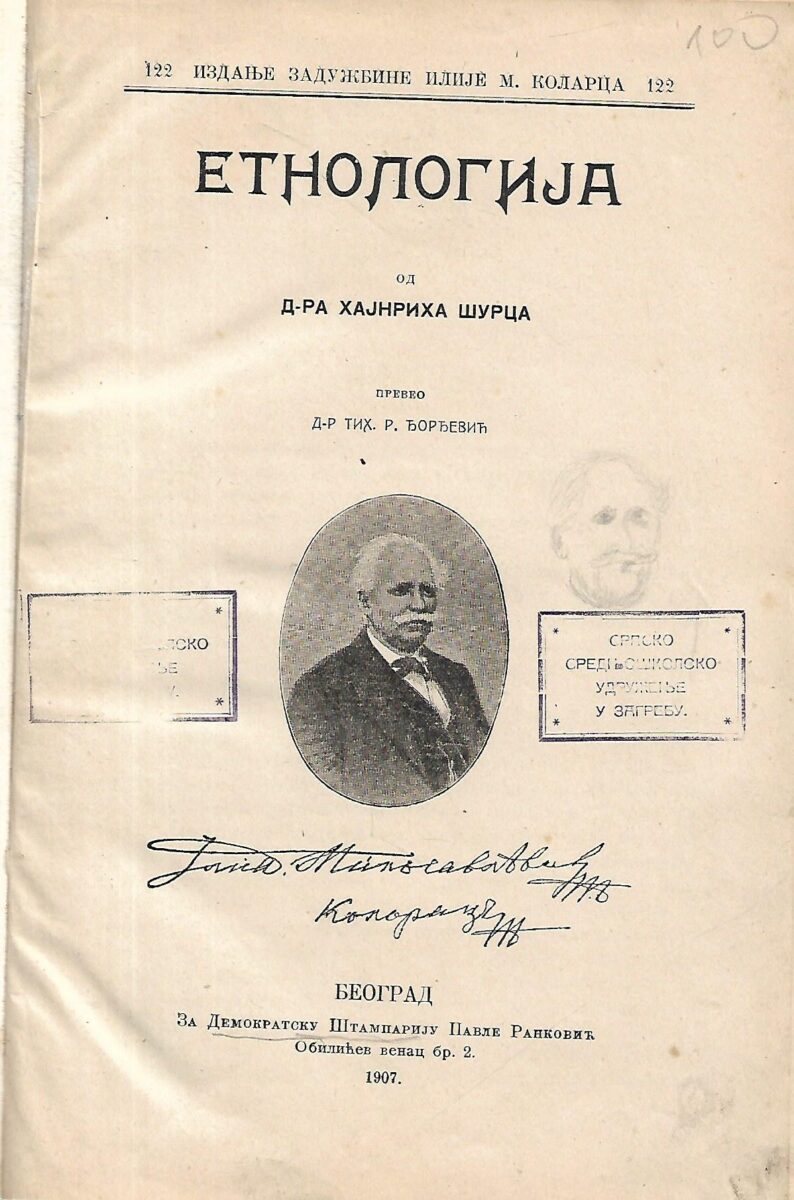 100
122 ИЗДАЊЕ ЗАДУЖБИНЕ ИЛИЈЕ М. КОЛАРЦА 122
ЕТНОЛОГИЈА
ОД
Д-РА ХАЈНРИХА ШУРЦА
ПРЕВЕО
Д-Р ТИХ. Р. ЂОРЂЕВИЋ
СРПСКО
СРЕДЊОШКОЛСКО
УДРУЖЕЊЕ
У ЗАГРЕБУ.
БЕОГРАД
ЗА ДЕМОКРАТСКУ ШТАМПАРИЈУ ПАВЛЕ РАНКОВИЋ
Обилићев венац бр. 2.
1907.